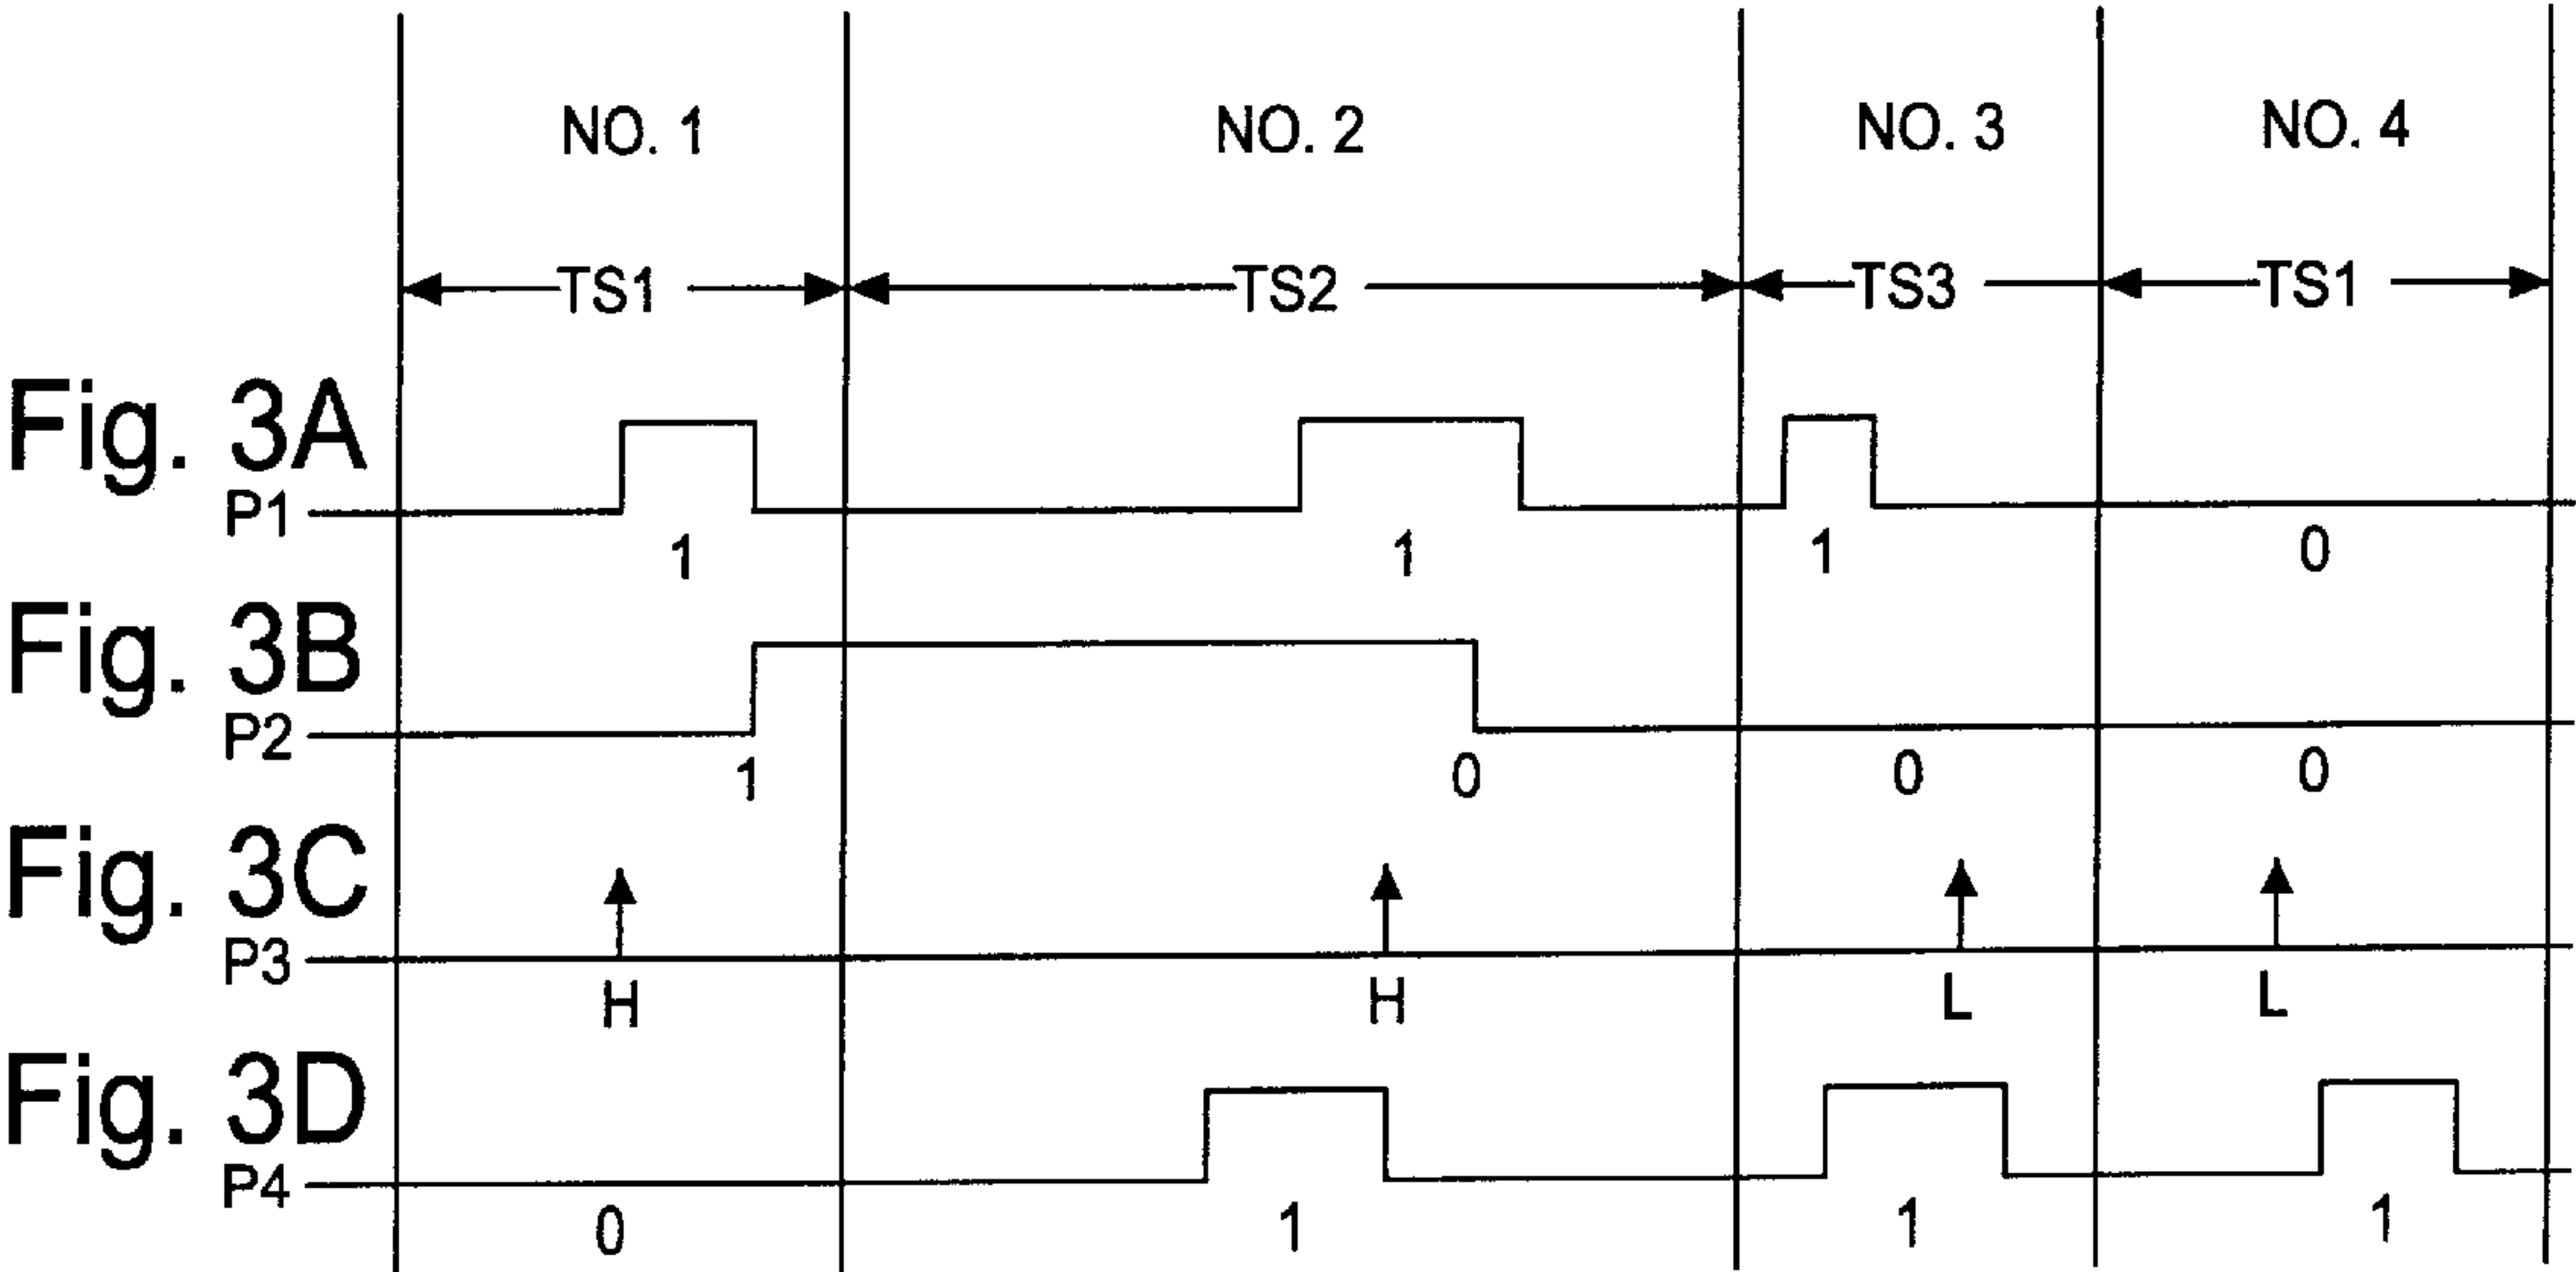 NO. 1 NO. 2 NO. 3 NO. 4
TS1 TS2 TS3 TS1
Fig. 3A
P1
1 1 1 0
Fig. 3B
P2
1 0 0 0
Fig. 3C
P3
H H L L
Fig. 3D
P4
0 1 1 1